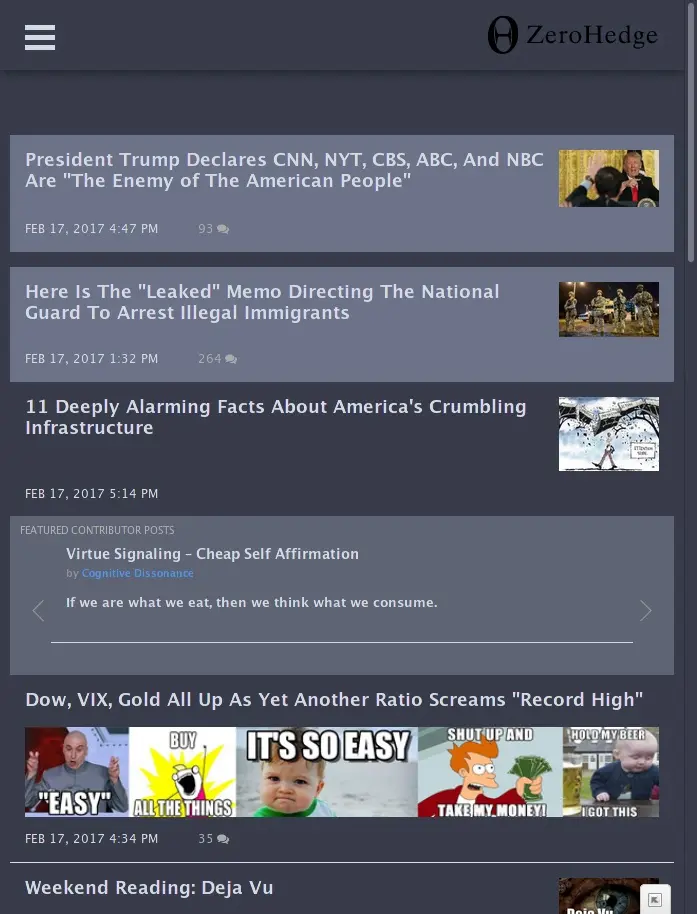 ZeroHedge
President Trump Declares CNN, NYT, CBS, ABC, And NBC
Are "The Enemy of The American People"
FEB 17, 2017 4:47 PM 93
Here Is The "Leaked" Memo Directing The National
Guard To Arrest Illegal Immigrants
FEB 17, 2017 1:32 PM 264
11 Deeply Alarming Facts About America's Crumbling
Infrastructure
FEB 17, 2017 5:14 PM
FEATURED CONTRIBUTOR POSTS
Virtue Signaling – Cheap Self Affirmation
by Cognitive Dissonance
If we are what we eat, then we think what we consume.
Dow, VIX, Gold All Up As Yet Another Ratio Screams "Record High"
"EASY"
BUY
ALL THE THINGS
IT'S SO EASY
SHUT UP AND
TAKE MY MONEY!
HOLD MY BEER
I GOT THIS
FEB 17, 2017 4:34 PM 35
Weekend Reading: Deja Vu
Deja Vu